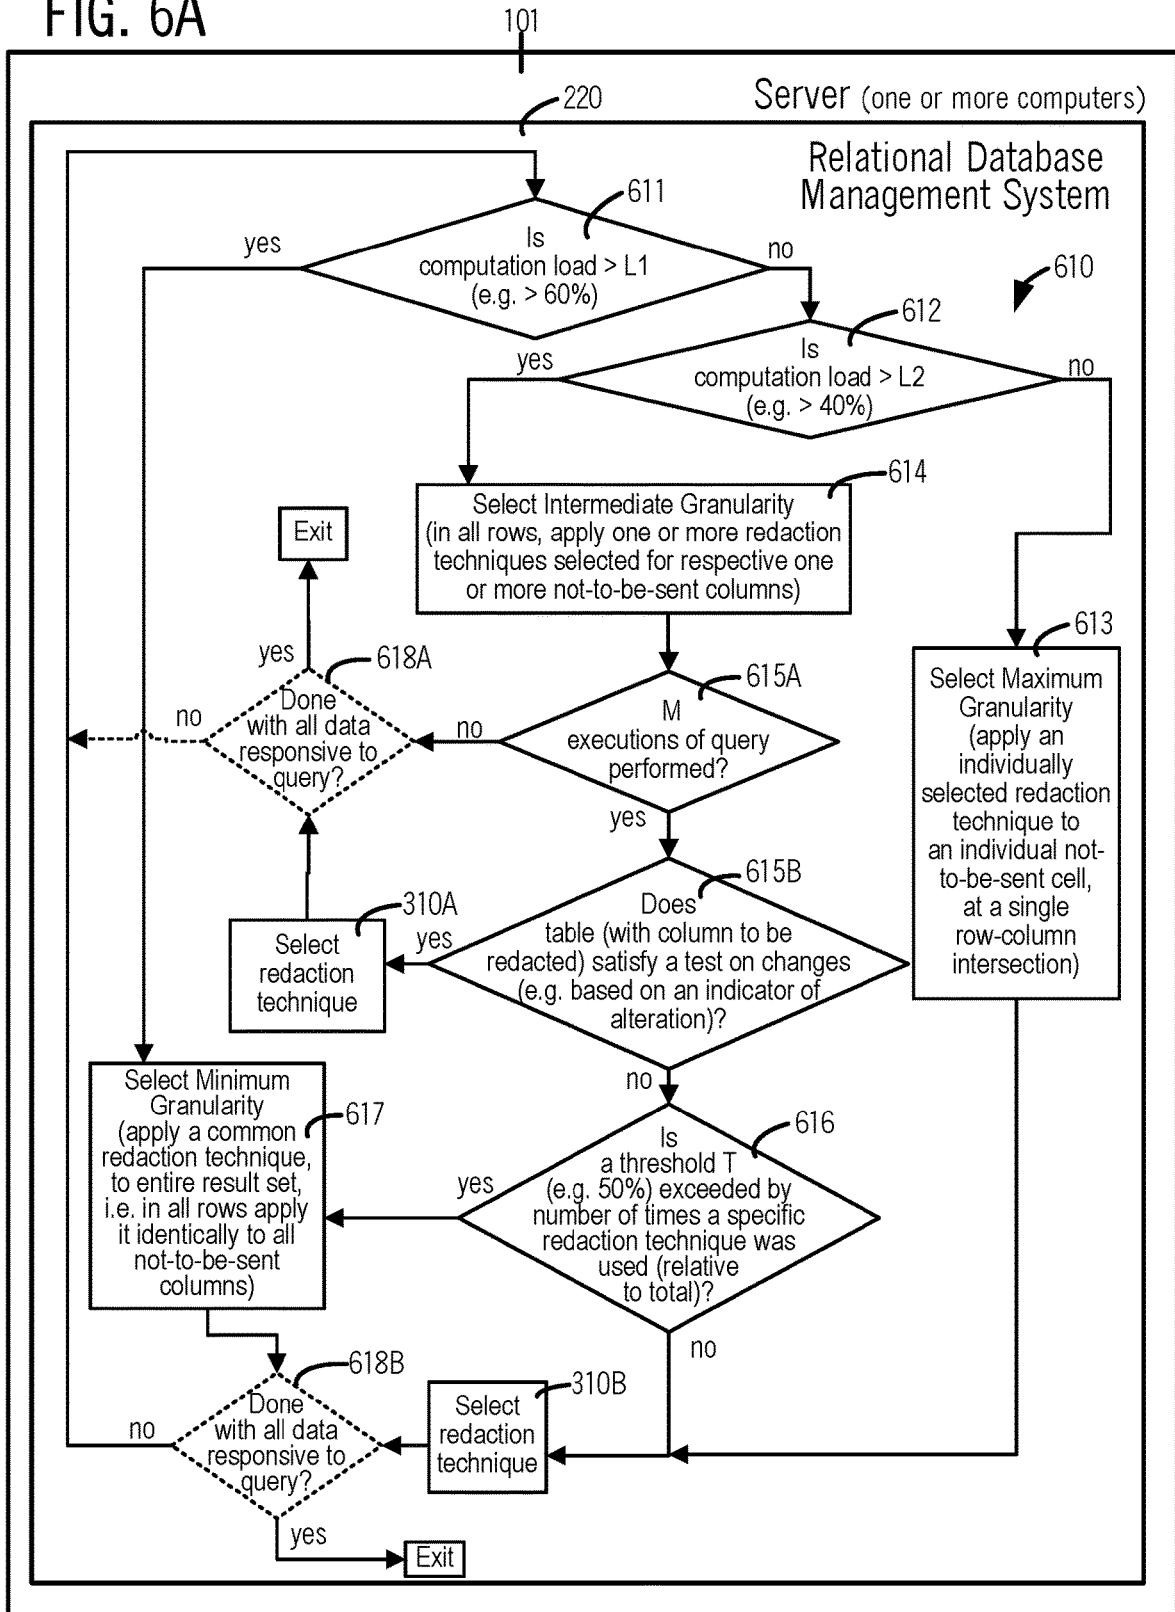 FIG. 6A
101
220
Server (one or more computers)
Relational Database
Management System
611
yes
Is
computation load > L1
(e.g. > 60%)
no
610
612
yes
Is
computation load > L2
(e.g. > 40%)
no
614
Select Intermediate Granularity
(in all rows, apply one or more redaction
techniques selected for respective one
or more not-to-be-sent columns)
Exit
613
Select Maximum
Granularity
(apply an
individually
selected redaction
technique to
an individual not-
to-be-sent cell,
at a single
row-column
intersection)
yes
618A
no
Done
with all data
responsive to
query?
no
615A
M
executions of query
performed?
yes
615B
Does
table (with column to be
redacted) satisfy a test on changes
(e.g. based on an indicator of
alteration)?
yes
310A
Select
redaction
technique
no
Select Minimum
Granularity
(apply a common
redaction technique,
to entire result set,
i.e. in all rows apply
it identically to all
not-to-be-sent
columns)
617
616
yes
Is
a threshold T
(e.g. 50%) exceeded by
number of times a specific
redaction technique was
used (relative
to total)?
no
618B
no
Done
with all data
responsive to
query?
310B
Select
redaction
technique
yes
Exit